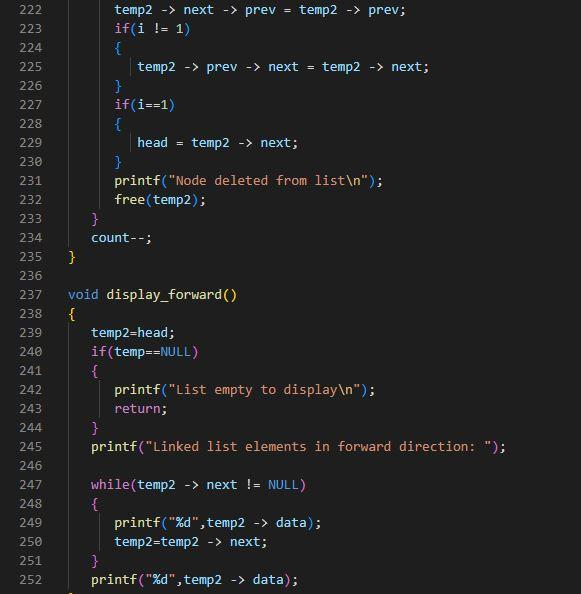 222 temp2 -> next -> prev = temp2 -> prev;
223 if(i != 1)
224 {
225 temp2 -> prev -> next = temp2 -> next;
226 }
227 if(i==1)
228 {
229 head = temp2 -> next;
230 }
231 printf("Node deleted from list\n");
232 free(temp2);
233 }
234 count--;
235 }
236
237 void display_forward()
238 {
239 temp2=head;
240 if(temp==NULL)
241 {
242 printf("List empty to display\n");
243 return;
244 }
245 printf("Linked list elements in forward direction: ");
246
247 while(temp2 -> next != NULL)
248 {
249 printf("%d",temp2 -> data);
250 temp2=temp2 -> next;
251 }
252 printf("%d",temp2 -> data);